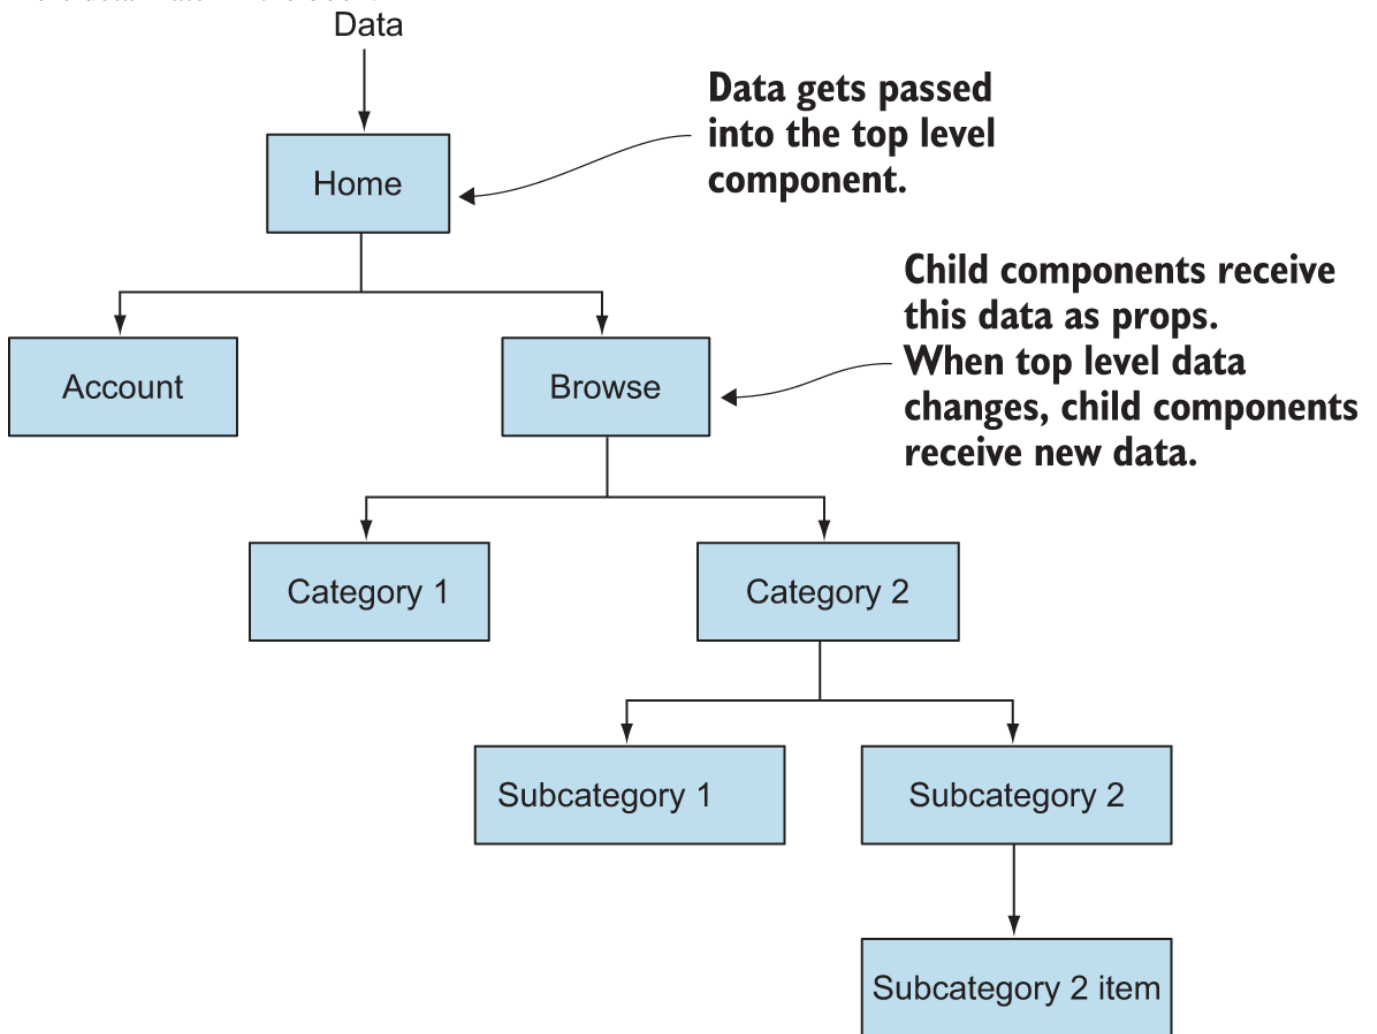 Data
Data gets passed
into the top level
component.
Home
Child components receive
this data as props.
When top level data
changes, child components
receive new data.
Account
Browse
Category 1
Category 2
Subcategory 1
Subcategory 2
Subcategory 2 item